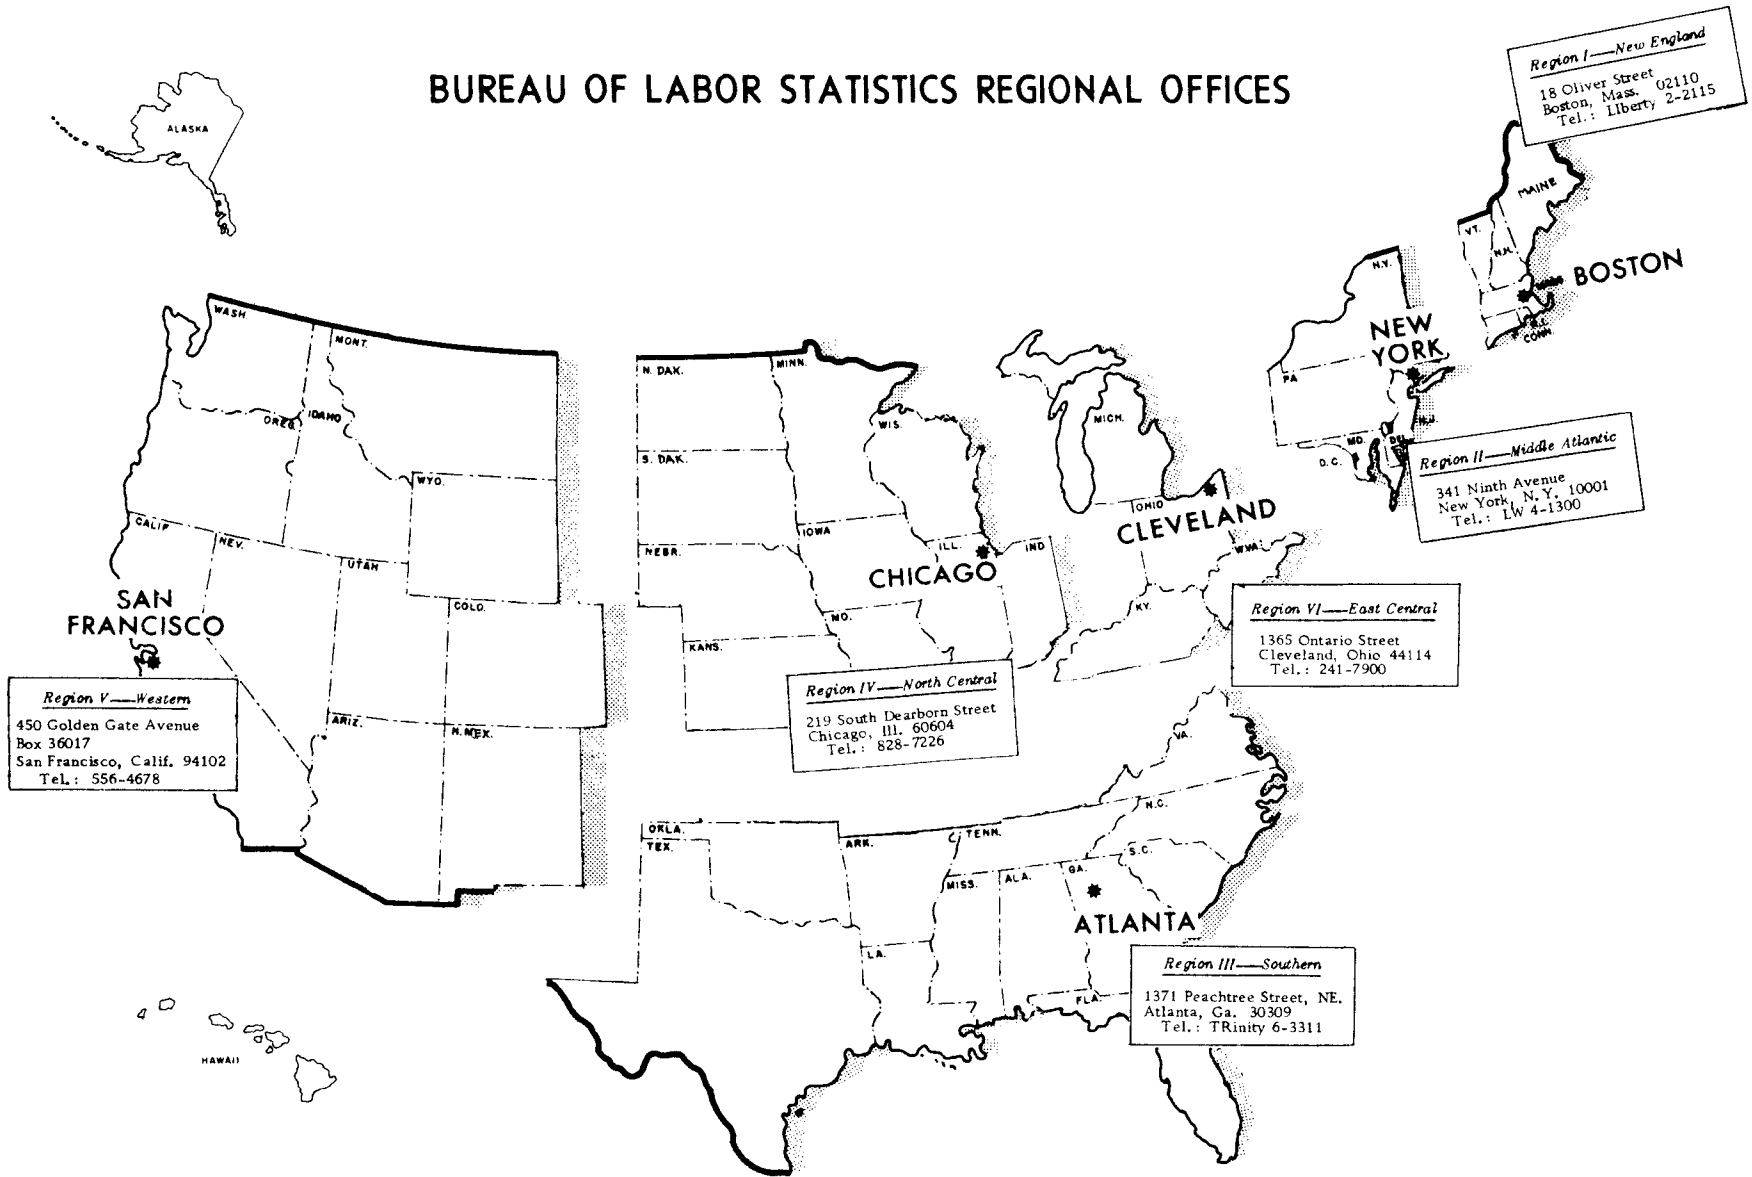 BUREAU OF LABOR STATISTICS REGIONAL OFFICES
Region I—New England
18 Oliver Street
Boston, Mass. 02110
Tel.: LIberty 2-2115
ALASKA
MAINE
VT.
N.H.
BOSTON
R.I.
CONN.
N.Y.
NEW
YORK
PA
N.J.
MD.
DEL.
D.C.
Region II—Middle Atlantic
341 Ninth Avenue
New York, N.Y. 10001
Tel.: LW 4-1300
WASH.
MONT.
OREG.
IDAHO
WYO.
CALIF.
NEV.
UTAH
COLO.
ARIZ.
N.MEX.
SAN
FRANCISCO
Region V—Western
450 Golden Gate Avenue
Box 36017
San Francisco, Calif. 94102
Tel.: 556-4678
N. DAK.
MINN.
S. DAK.
WIS.
MICH.
IOWA
NEBR.
ILL.
IND
CHICAGO
MO.
KANS.
Region IV—North Central
219 South Dearborn Street
Chicago, Ill. 60604
Tel.: 828-7226
OHIO
CLEVELAND
W.VA.
KY.
Region VI—East Central
1365 Ontario Street
Cleveland, Ohio 44114
Tel.: 241-7900
VA.
N.C.
OKLA.
TEX.
ARK.
TENN.
S.C.
MISS.
ALA.
GA.
ATLANTA
LA.
FLA.
Region III—Southern
1371 Peachtree Street, NE.
Atlanta, Ga. 30309
Tel.: TRinity 6-3311
HAWAII